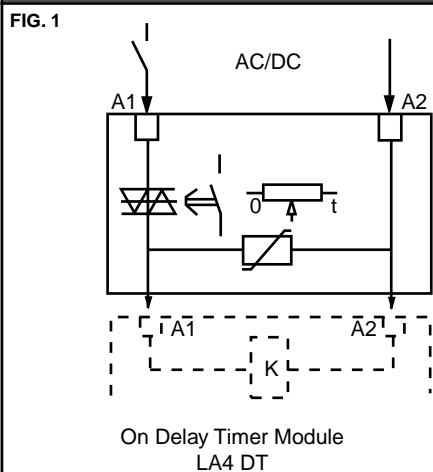 FIG. 1
AC/DC
A1 A2
0 t
A1 A2
K
On Delay Timer Module
LA4 DT